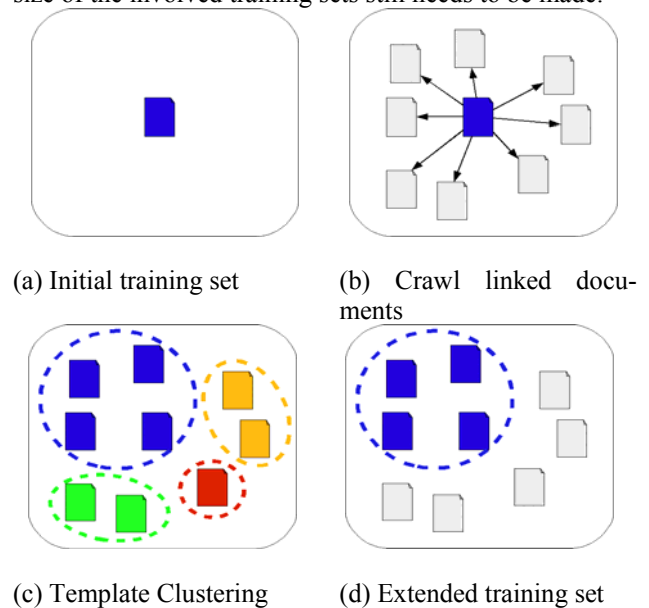 size of the involved training sets still needs to be made.
(a) Initial training set
(b) Crawl linked docu-
ments
(c) Template Clustering
(d) Extended training set